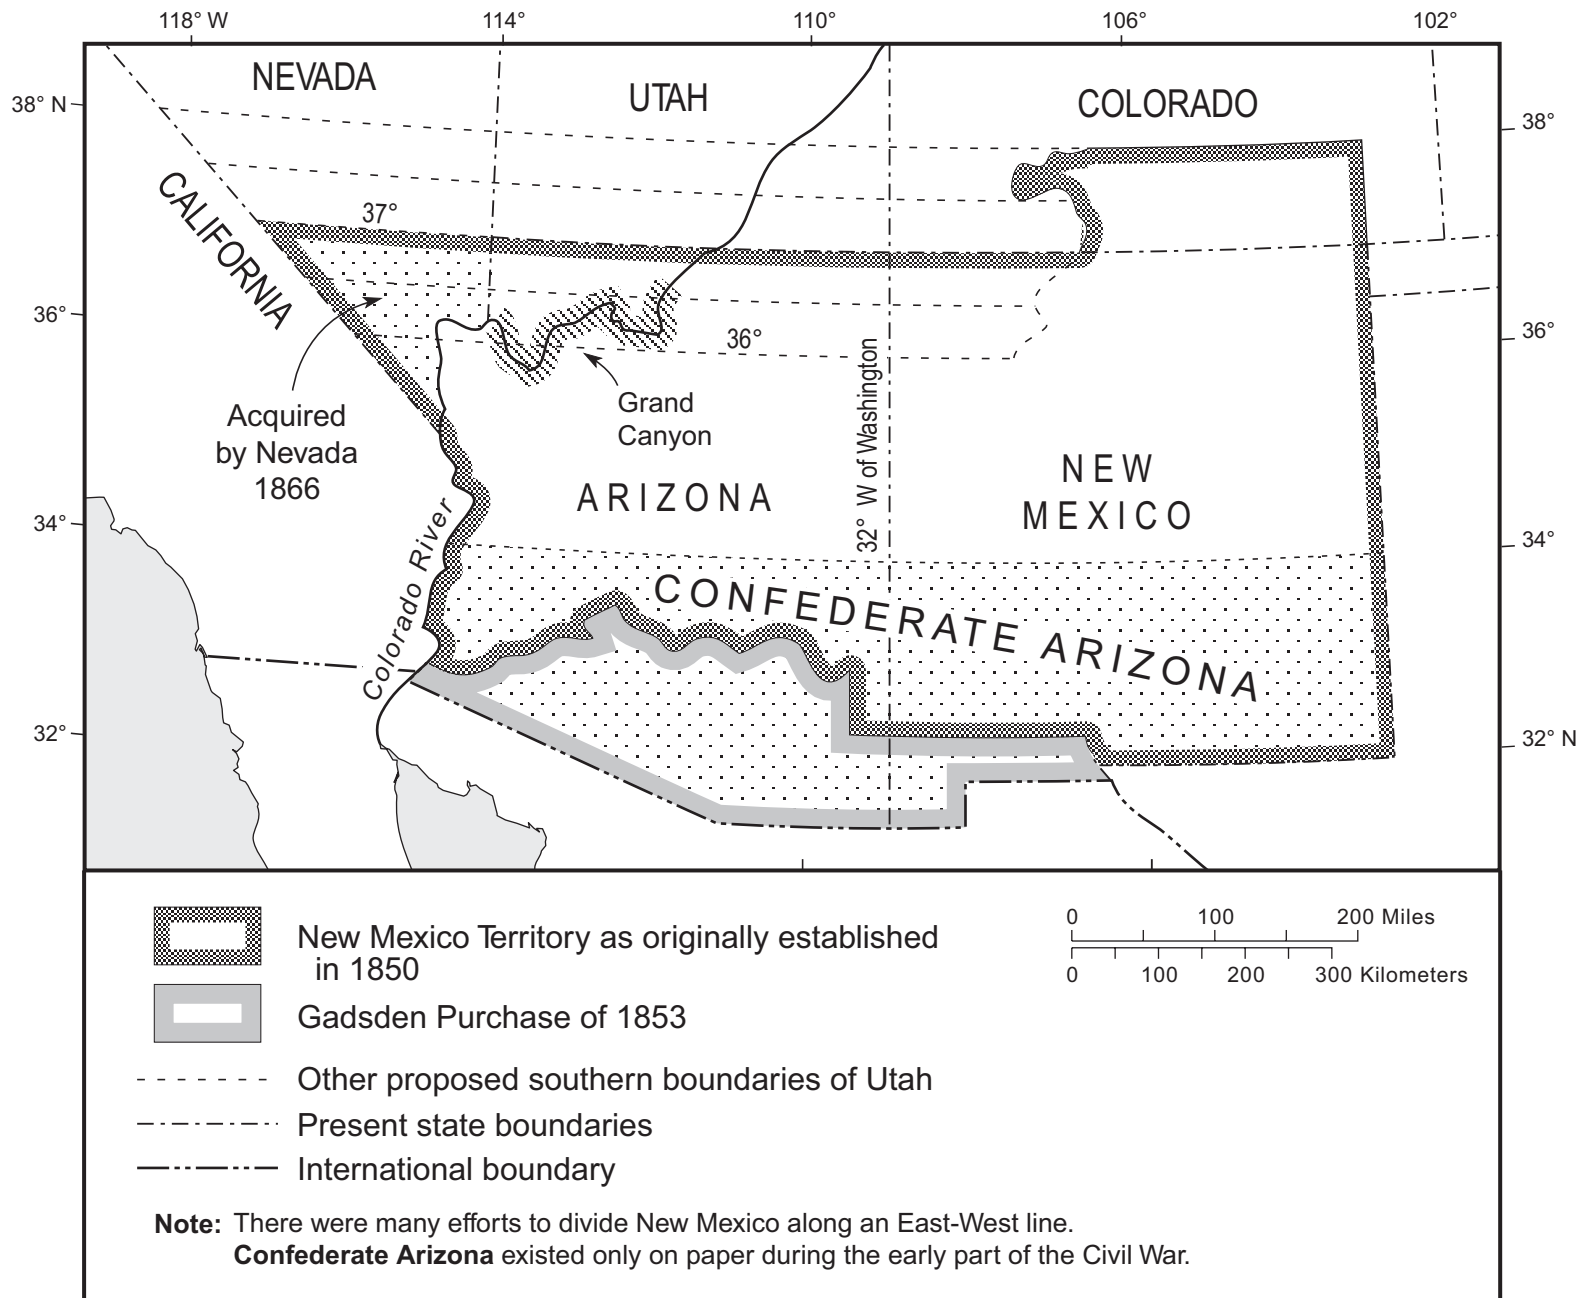 118° W
114°
110°
106°
102°
NEVADA
UTAH
COLORADO
38° N
38°
CALIFORNIA
37°
36°
36°
36°
Acquired
by Nevada
1866
Grand
Canyon
32° W of Washington
ARIZONA
NEW
MEXICO
34°
34°
Colorado River
CONFEDERATE ARIZONA
32°
32° N
New Mexico Territory as originally established
in 1850
Gadsden Purchase of 1853
Other proposed southern boundaries of Utah
Present state boundaries
International boundary
0 100 200 Miles
0 100 200 300 Kilometers
Note: There were many efforts to divide New Mexico along an East-West line.
Confederate Arizona existed only on paper during the early part of the Civil War.